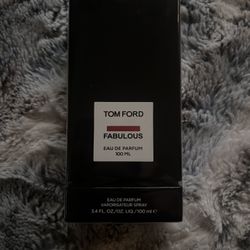 TOM FORD
FABULOUS
EAU DE PARFUM
100 ML
EAU DE PARFUM
VAPORISATEUR SPRAY
3.4 FL.OZ./OZ. LIQ./100 ml ℮